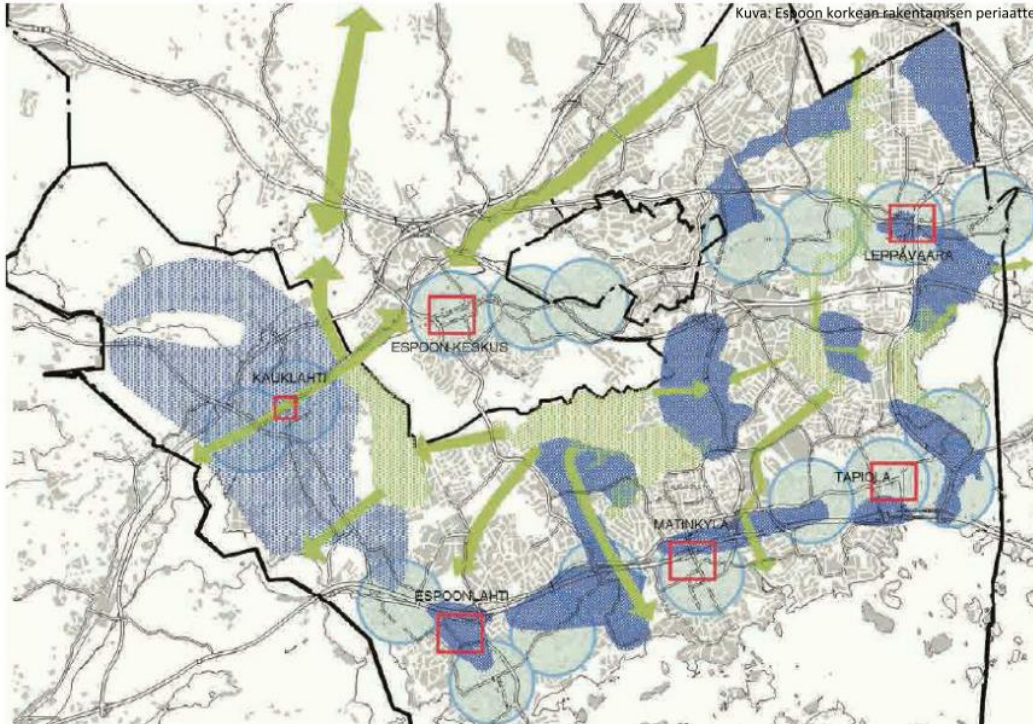 Kuva: Espoon korkean rakentamisen periaatte
LEPPÄVAARA
ESPOON KESKUS
KAUKLAHTI
TAPIOLA
MATINKYLÄ
ESPOONLAHTI